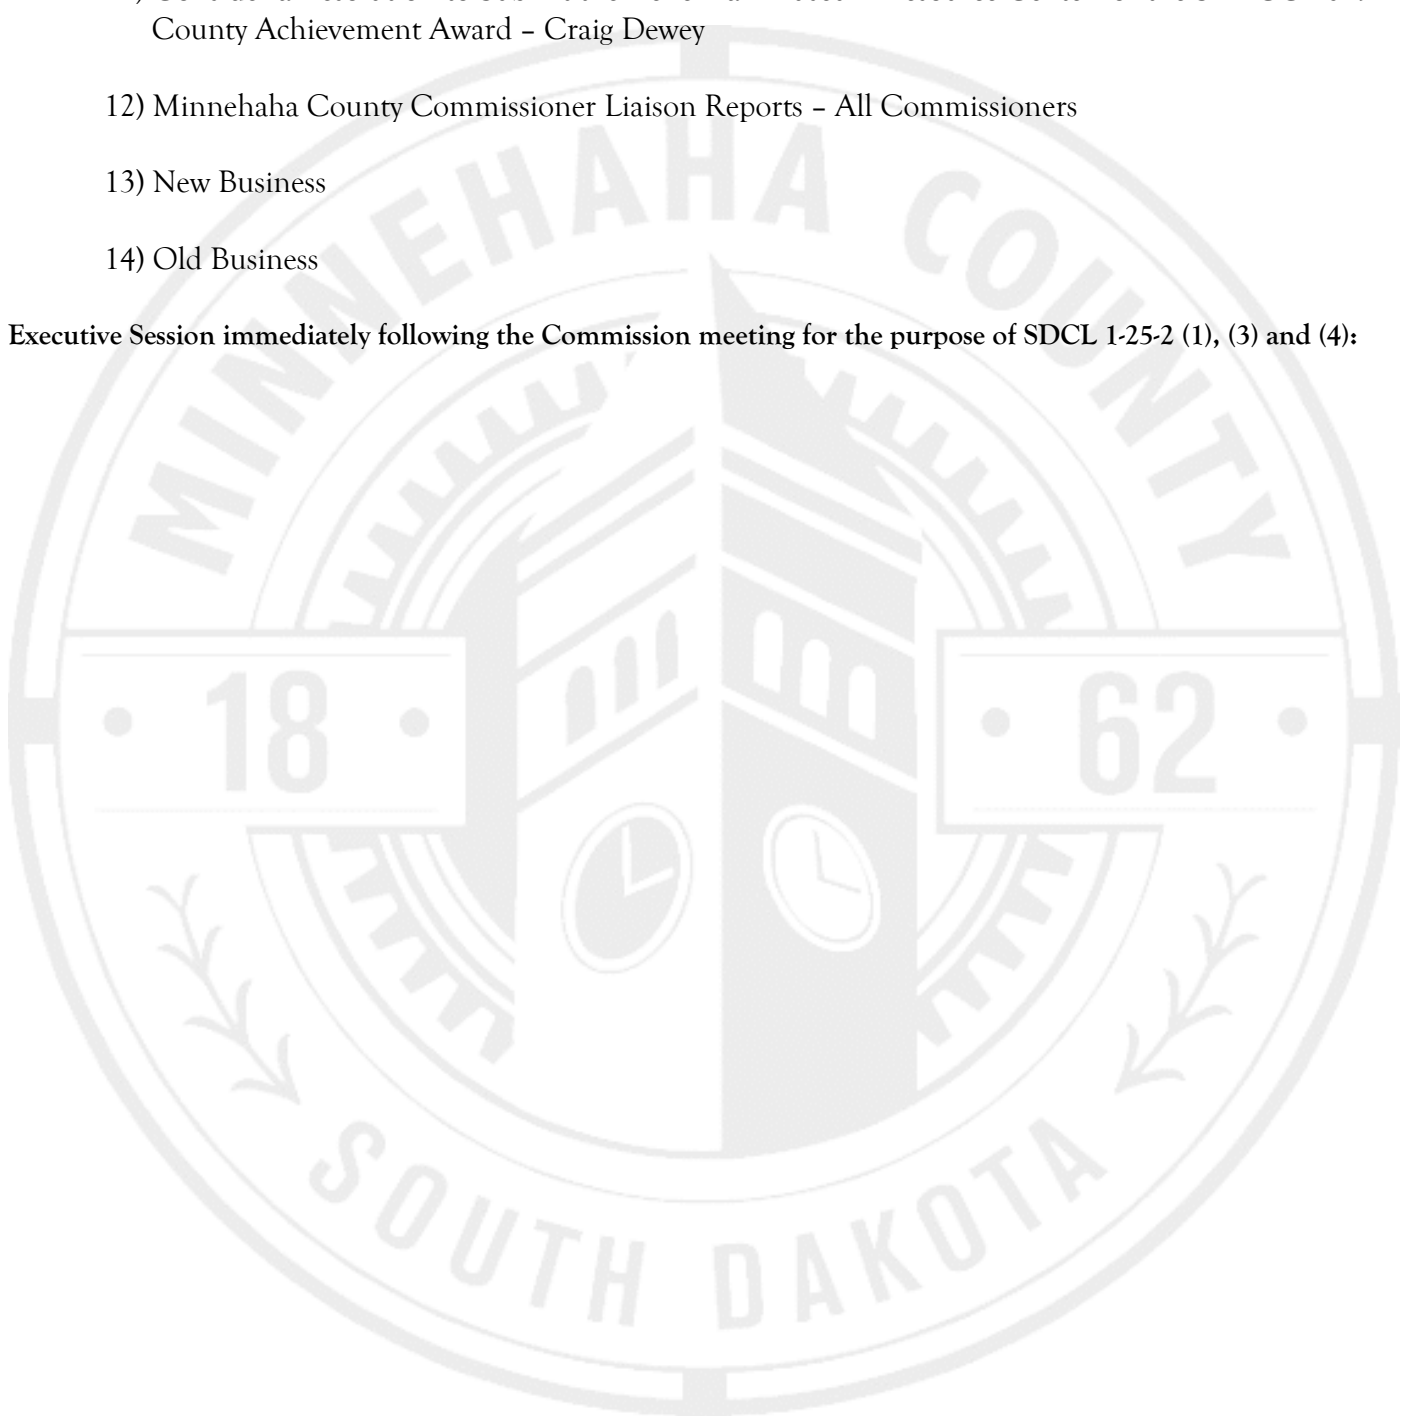 County Achievement Award – Craig Dewey
12) Minnehaha County Commissioner Liaison Reports – All Commissioners
13) New Business
14) Old Business
Executive Session immediately following the Commission meeting for the purpose of SDCL 1-25-2 (1), (3) and (4):
MINNEHAHA COUNTY
18
62
SOUTH DAKOTA